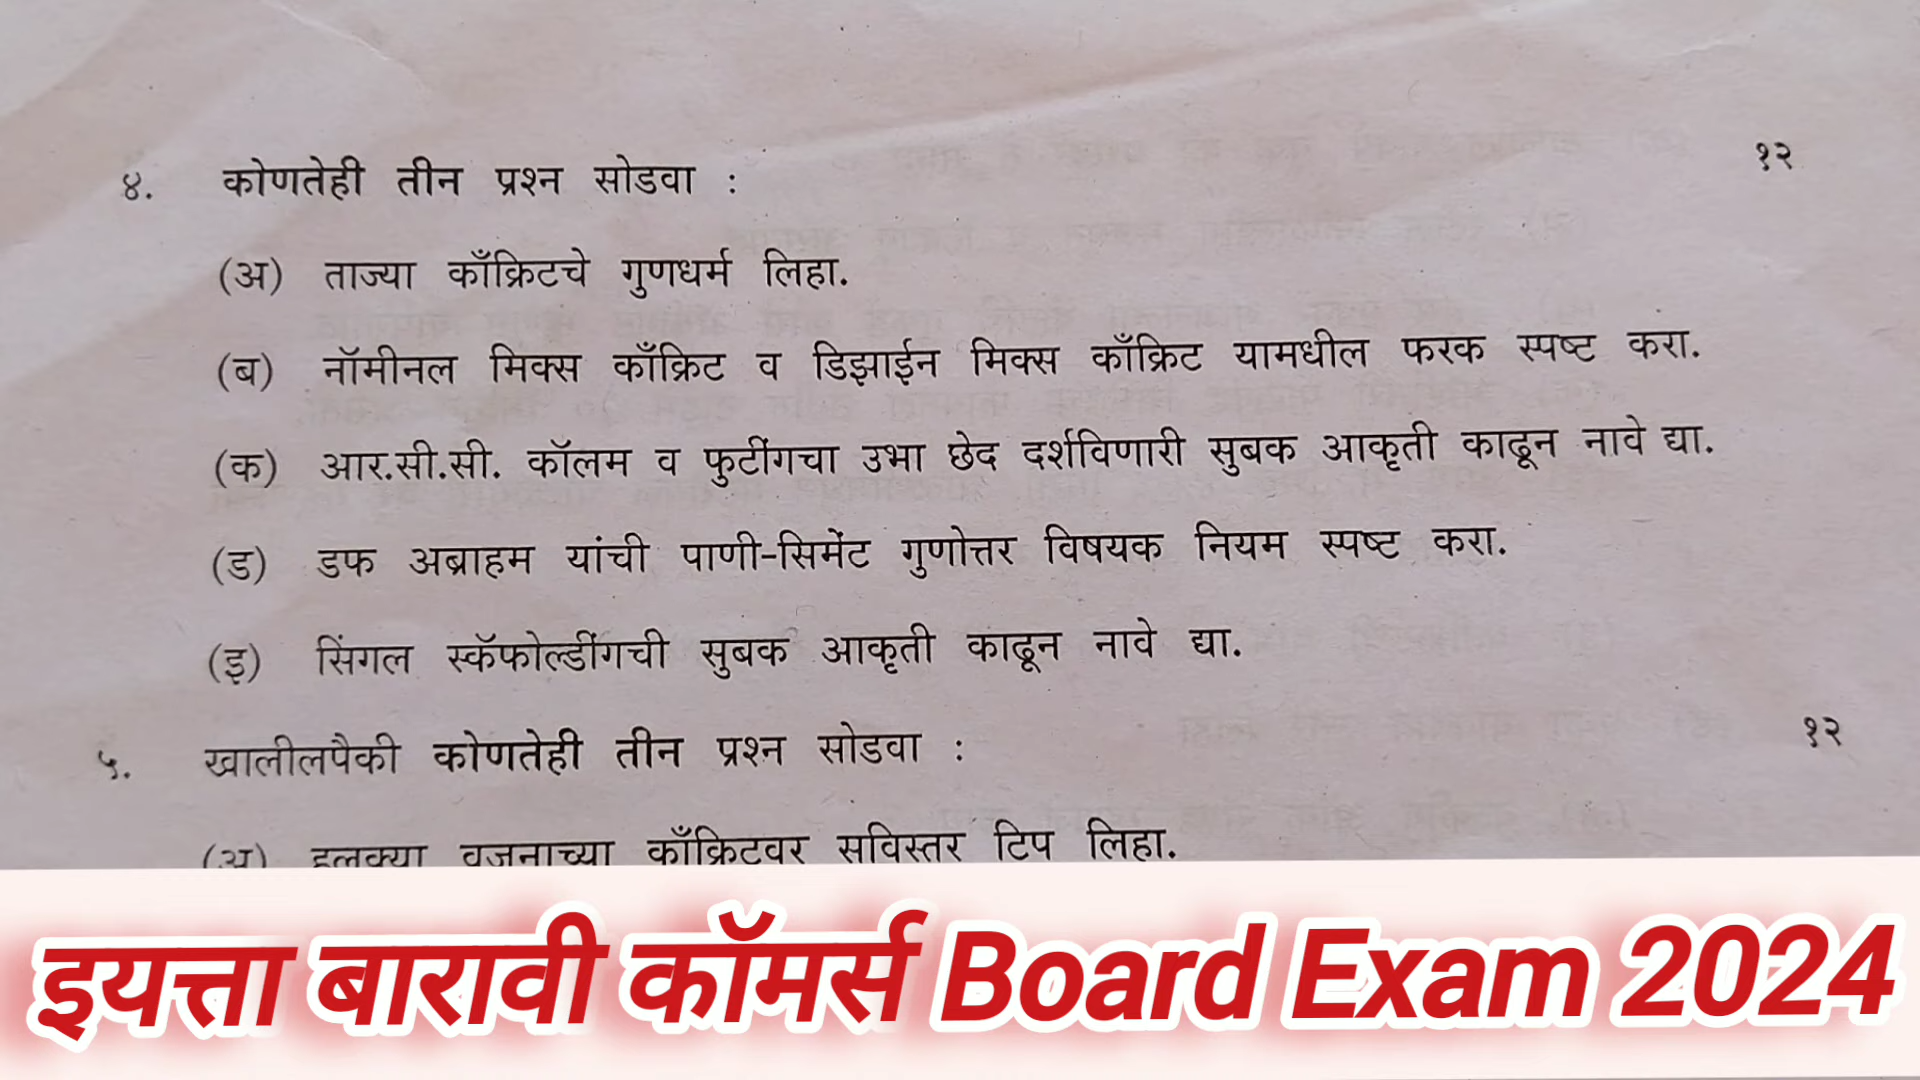 ४. कोणतेही तीन प्रश्न सोडवा : १२
(अ) ताज्या काँक्रिटचे गुणधर्म लिहा.
(ब) नॉमीनल मिक्स काँक्रिट व डिझाईन मिक्स काँक्रिट यामधील फरक स्पष्ट करा.
(क) आर.सी.सी. कॉलम व फुटींगचा उभा छेद दर्शविणारी सुबक आकृती काढून नावे द्या.
(ड) डफ अब्राहम यांची पाणी-सिमेंट गुणोत्तर विषयक नियम स्पष्ट करा.
(इ) सिंगल स्कॅफोल्डींगची सुबक आकृती काढून नावे द्या.
५. खालीलपैकी कोणतेही तीन प्रश्न सोडवा : १२
(अ) हलक्या वजनाच्या काँक्रिटवर सविस्तर टिप लिहा.
इयत्ता बारावी कॉमर्स Board Exam 2024